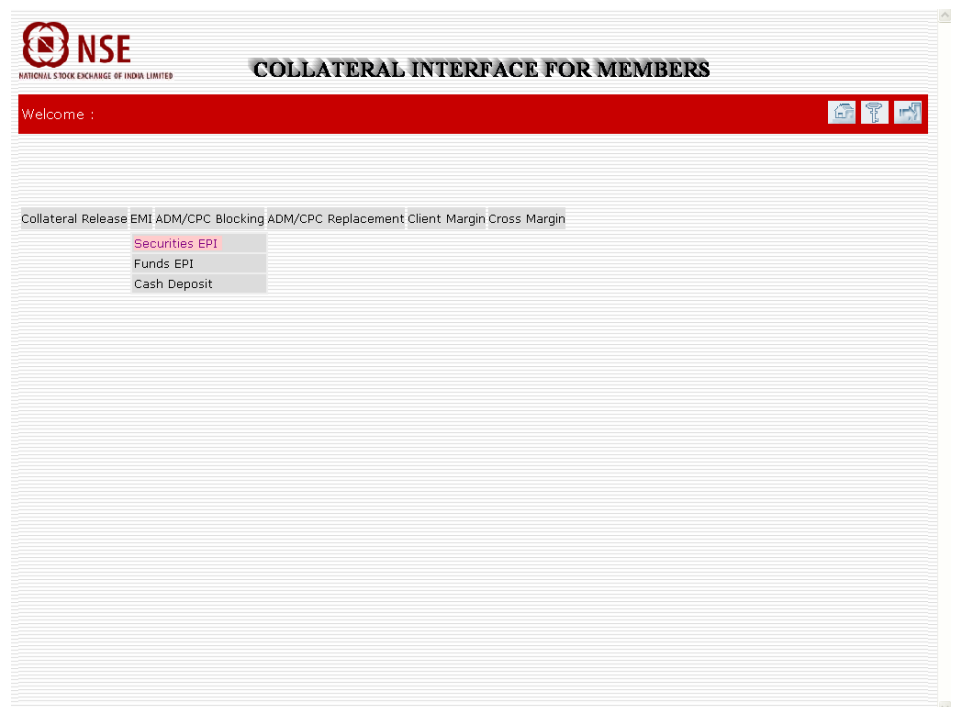 NSE
NATIONAL STOCK EXCHANGE OF INDIA LIMITED
COLLATERAL INTERFACE FOR MEMBERS
Welcome :
Collateral Release EMI ADM/CPC Blocking ADM/CPC Replacement Client Margin Cross Margin
Securities EPI
Funds EPI
Cash Deposit